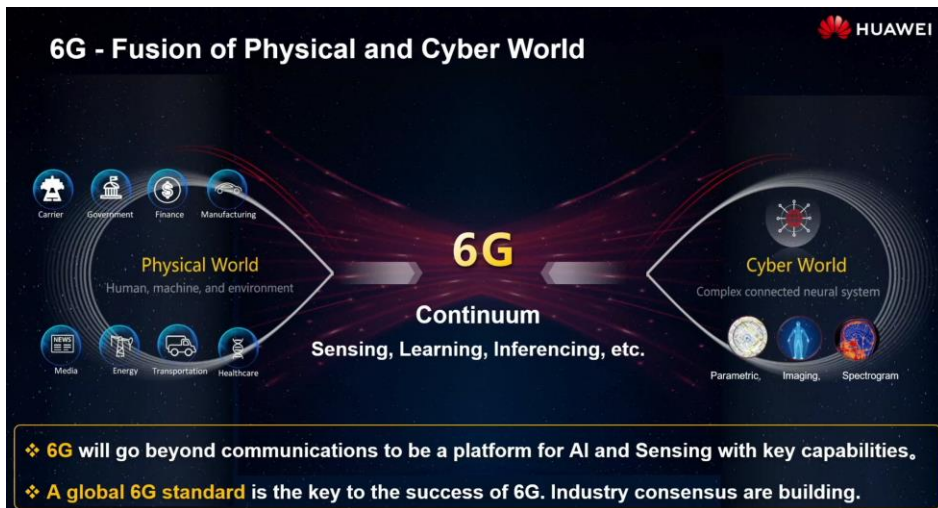 6G - Fusion of Physical and Cyber World
HUAWEI
Carrier
Government
Finance
Manufacturing
Physical World
Human, machine, and environment
NEWS
Media
Energy
Transportation
Healthcare
6G
Continuum
Sensing, Learning, Inferencing, etc.
Cyber World
Complex connected neural system
Parametric,
Imaging,
Spectrogram
❖ 6G will go beyond communications to be a platform for AI and Sensing with key capabilities。
❖ A global 6G standard is the key to the success of 6G. Industry consensus are building.